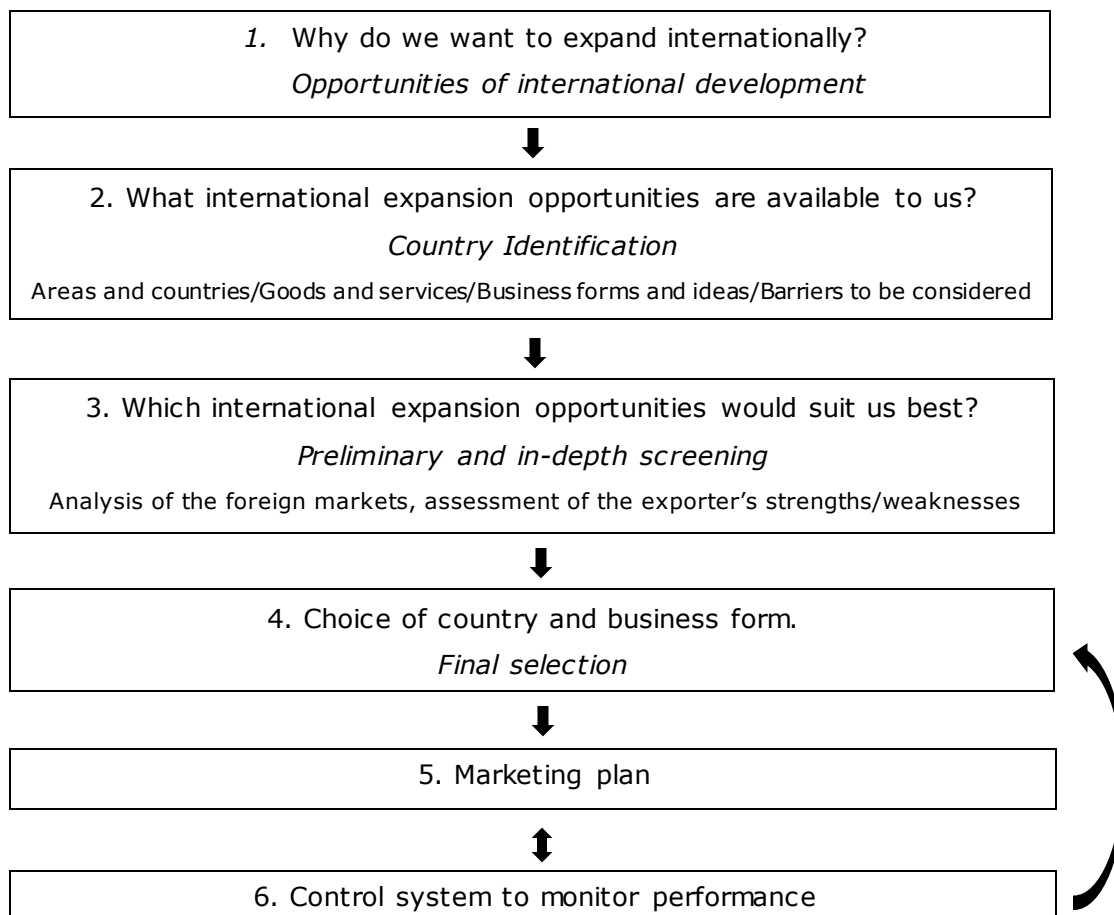 1. Why do we want to expand internationally?
Opportunities of international development
2. What international expansion opportunities are available to us?
Country Identification
Areas and countries/Goods and services/Business forms and ideas/Barriers to be considered
3. Which international expansion opportunities would suit us best?
Preliminary and in-depth screening
Analysis of the foreign markets, assessment of the exporter’s strengths/weaknesses
4. Choice of country and business form.
Final selection
5. Marketing plan
6. Control system to monitor performance